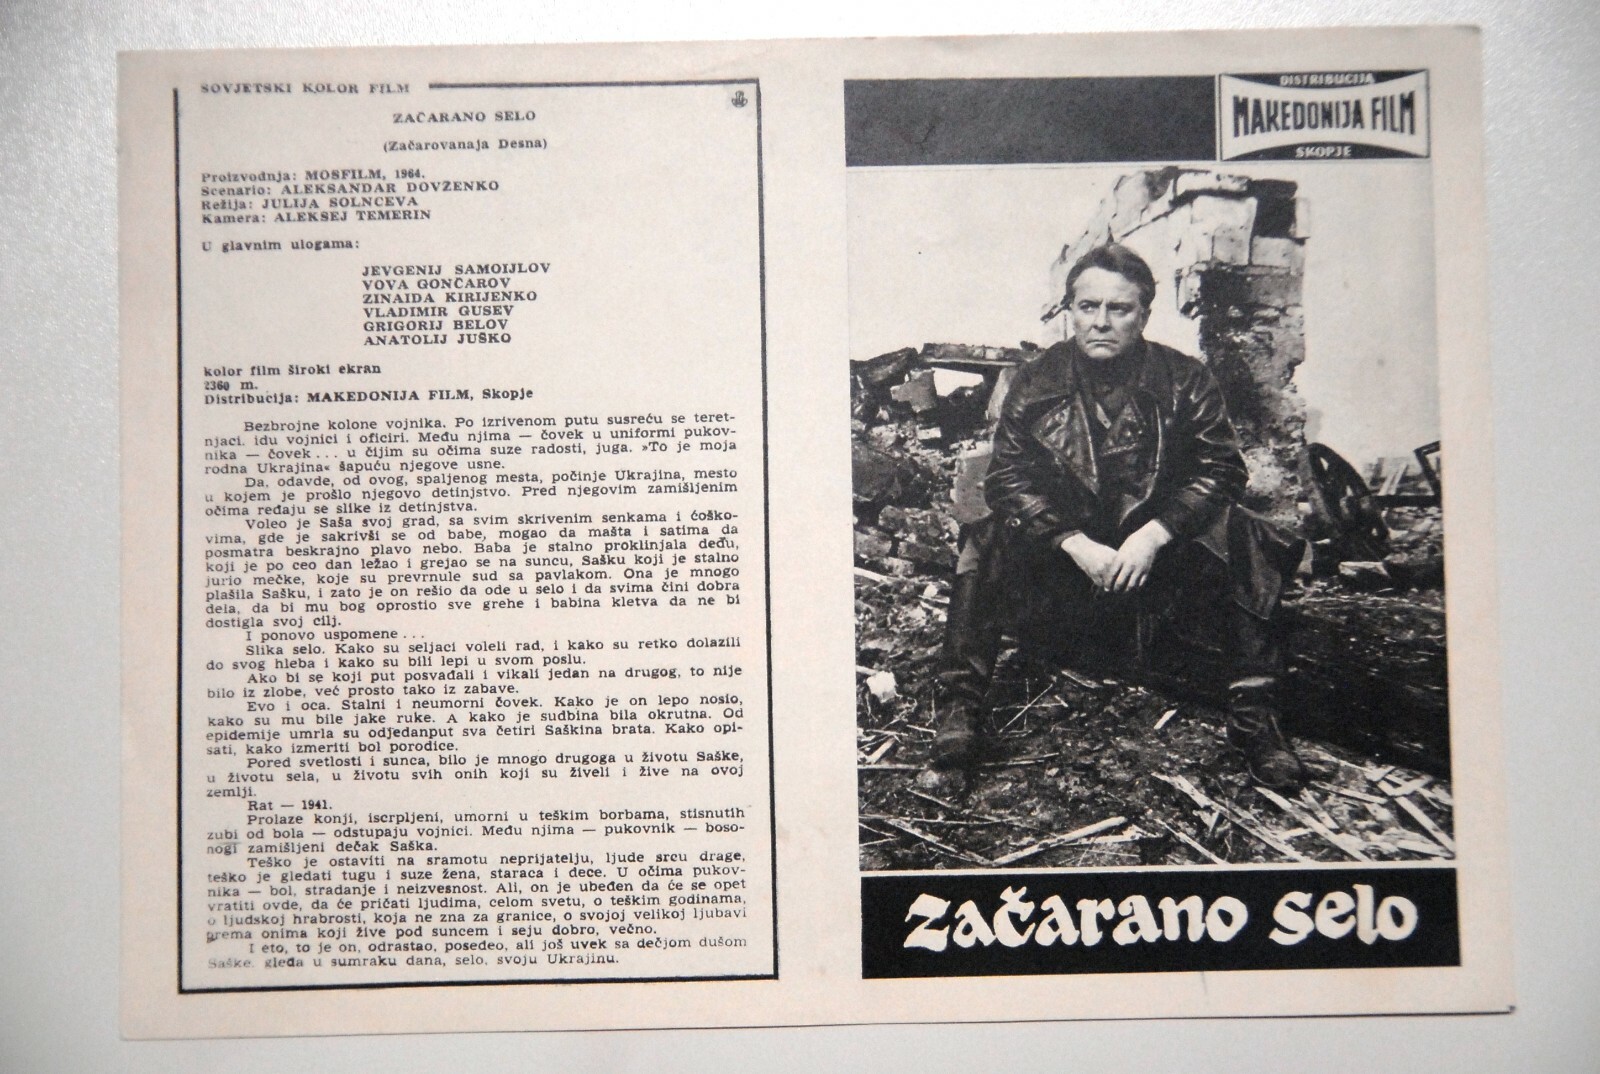 SOVJETSKI KOLOR FILM
ZAČARANO SELO
(Začarovanaja Desna)
Proizvodnja: MOSFILM, 1964.
Scenario: ALEKSANDAR DOVŽENKO
Režija: JULIJA SOLNCEVA
Kamera: ALEKSEJ TEMERIN
U glavnim ulogama:
JEVGENIJ SAMOIJLOV
VOVA GONČAROV
ZINAIDA KIRIJENKO
VLADIMIR GUSEV
GRIGORIJ BELOV
ANATOLIJ JUŠKO
kolor film široki ekran
2360 m.
Distribucija: MAKEDONIJA FILM, Skopje
Bezbrojne kolone vojnika. Po izrivenom putu susreću se teret-
njaci, idu vojnici i oficiri. Među njima — čovek u uniformi pukov-
nika — čovek . . . u čijim su očima suze radosti, juga. »To je moja
rodna Ukrajina« šapuću njegove usne.
Da, odavde, od ovog, spaljenog mesta, počinje Ukrajina, mesto
u kojem je prošlo njegovo detinjstvo. Pred njegovim zamišljenim
očima ređaju se slike iz detinjstva.
Voleo je Saša svoj grad, sa svim skrivenim senkama i ćoško-
vima, gde je sakrivši se od babe, mogao da mašta i satima da
posmatra beskrajno plavo nebo. Baba je stalno proklinjala dedu,
koji je po ceo dan ležao i grejao se na suncu, Sašku koji je stalno
jurio mečke, koje su prevrnule sud sa pavlakom. Ona je mnogo
plašila Sašku, i zato je on rešio da ode u selo i da svima čini dobra
dela, da bi mu bog oprostio sve grehe i babina kletva da ne bi
dostigla svoj cilj.
I ponovo uspomene . . .
Slika selo. Kako su seljaci voleli rad, i kako su retko dolazili
do svog hleba i kako su bili lepi u svom poslu.
Ako bi se koji put posvađali i vikali jedan na drugog, to nije
bilo iz zlobe, već prosto tako iz zabave.
Evo i oca. Stalni i neumorni čovek. Kako je on lepo nosio,
kako su mu bile jake ruke. A kako je sudbina bila okrutna. Od
epidemije umrla su odjedanput sva četiri Saškina brata. Kako opi-
sati, kako izmeriti bol porodice.
Pored svetlosti i sunca, bilo je mnogo drugoga u životu Saške,
u životu sela, u životu svih onih koji su živeli i žive na ovoj
zemlji.
Rat — 1941.
Prolaze konji, iscrpljeni, umorni u teškim borbama, stisnutih
zubi od bola — odstupaju vojnici. Među njima — pukovnik — boso-
nogi zamišljeni dečak Saška.
Teško je ostaviti na sramotu neprijatelju, ljude srcu drage,
teško je gledati tugu i suze žena, staraca i dece. U očima pukov-
nika — bol, stradanje i neizvesnost. Ali, on je ubeđen da će se opet
vratiti ovde, da će pričati ljudima, celom svetu, o teškim godinama,
o ljudskoj hrabrosti, koja ne zna za granice, o svojoj velikoj ljubavi
prema onima koji žive pod suncem i seju dobro, večno.
I eto, to je on, odrastao, posedeo, ali još uvek sa dečjom dušom
Saške, gleda u sumraku dana, selo, svoju Ukrajinu.
DISTRIBUCIJA
MAKEDONIJA FILM
SKOPJE
začarano selo